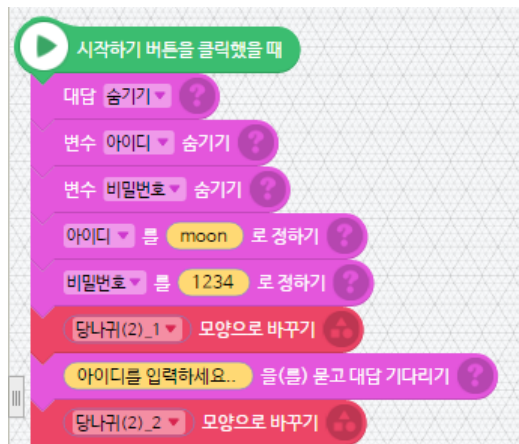 시작하기 버튼을 클릭했을 때
대답 숨기기 ?
변수 아이디 숨기기 ?
변수 비밀번호 숨기기 ?
아이디 를 moon 로 정하기 ?
비밀번호 를 1234 로 정하기 ?
당나귀(2)_1 모양으로 바꾸기
아이디를 입력하세요.. 을(를) 묻고 대답 기다리기 ?
당나귀(2)_2 모양으로 바꾸기